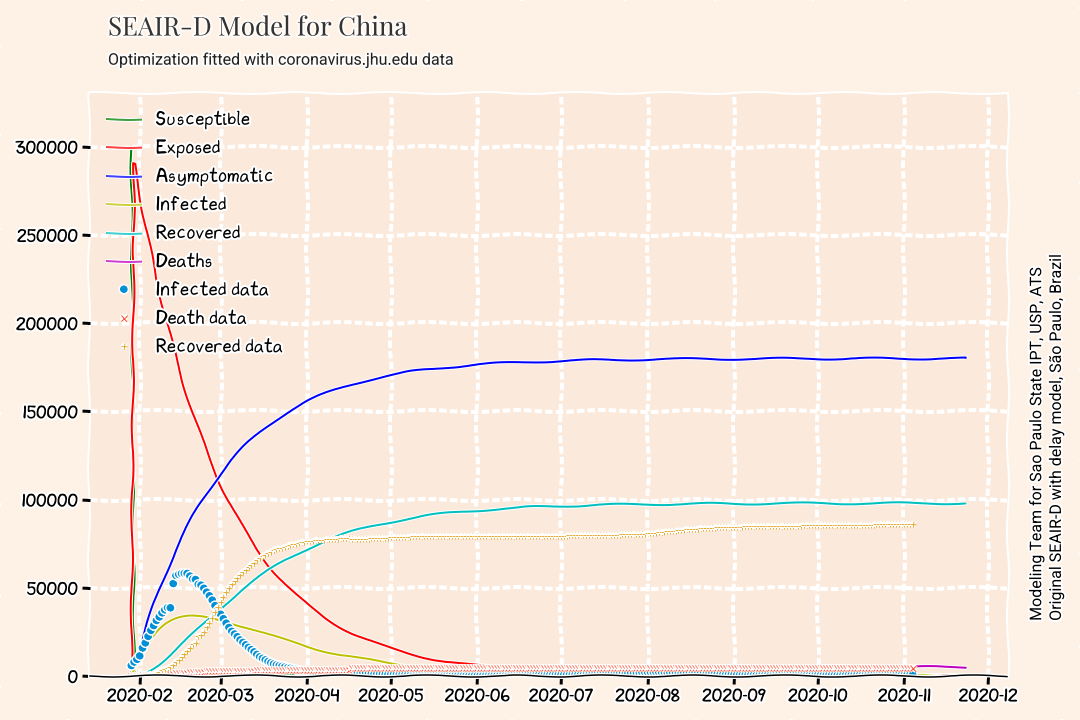 SEAIR-D Model for China
Optimization fitted with coronavirus.jhu.edu data
Susceptible
Exposed
Asymptomatic
Infected
Recovered
Deaths
Infected data
Death data
Recovered data
300000
250000
200000
150000
100000
50000
0
2020-02
2020-03
2020-04
2020-05
2020-06
2020-07
2020-08
2020-09
2020-10
2020-11
2020-12
Modeling Team for Sao Paulo State IPT, USP, ATS
Original SEAIR-D with delay model, São Paulo, Brazil